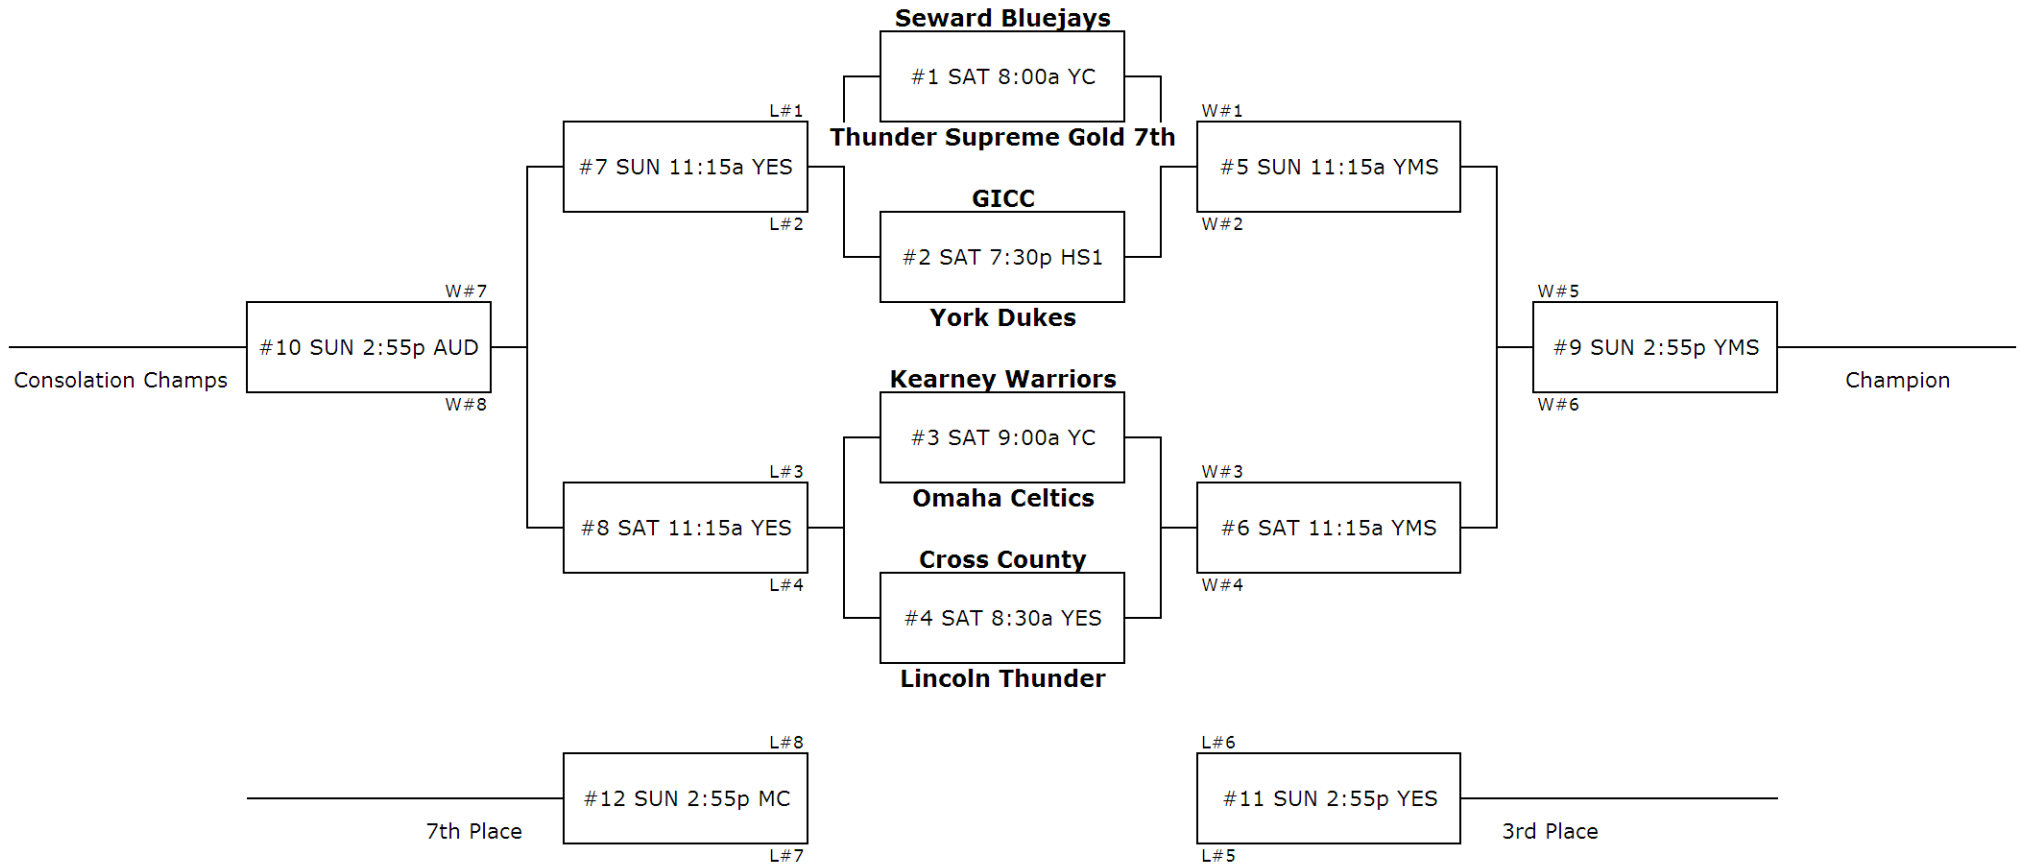 Seward Bluejays
#1 SAT 8:00a YC
L#1
W#1
Thunder Supreme Gold 7th
#7 SUN 11:15a YES
#5 SUN 11:15a YMS
GICC
L#2
W#2
#2 SAT 7:30p HS1
W#7
W#5
York Dukes
#10 SUN 2:55p AUD
#9 SUN 2:55p YMS
Consolation Champs
Kearney Warriors
Champion
W#8
W#6
#3 SAT 9:00a YC
L#3
W#3
Omaha Celtics
#8 SAT 11:15a YES
#6 SAT 11:15a YMS
Cross County
L#4
W#4
#4 SAT 8:30a YES
Lincoln Thunder
L#8
L#6
#12 SUN 2:55p MC
#11 SUN 2:55p YES
7th Place
3rd Place
L#7
L#5